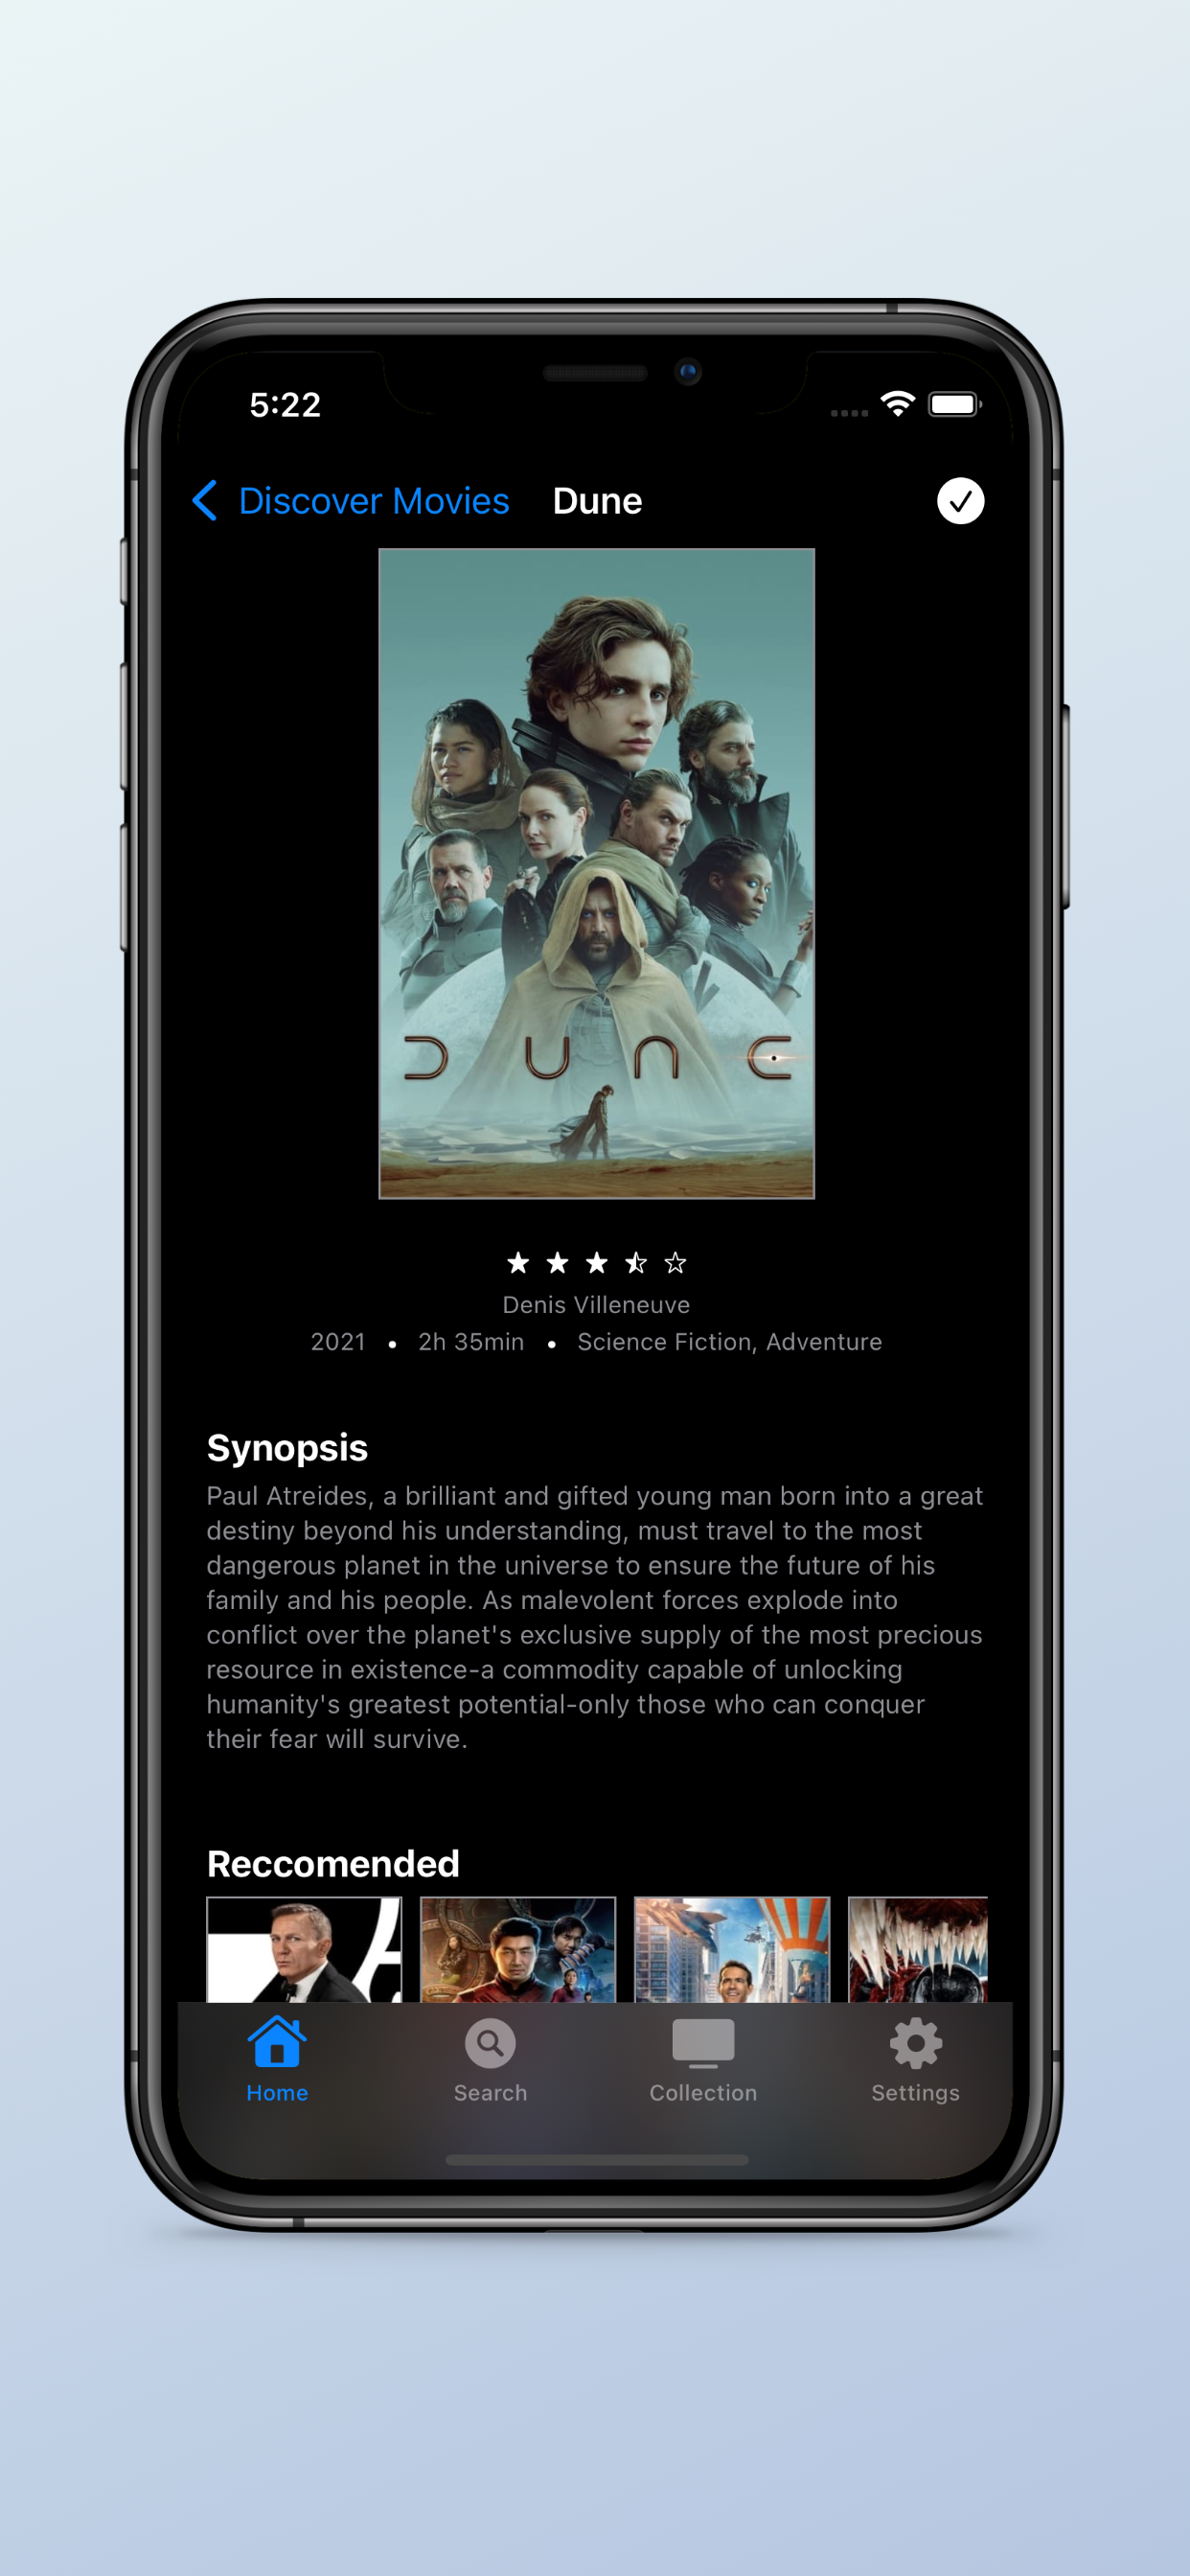 5:22
Discover Movies Dune
DUNE
Denis Villeneuve
2021 • 2h 35min • Science Fiction, Adventure
Synopsis
Paul Atreides, a brilliant and gifted young man born into a great
destiny beyond his understanding, must travel to the most
dangerous planet in the universe to ensure the future of his
family and his people. As malevolent forces explode into
conflict over the planet's exclusive supply of the most precious
resource in existence-a commodity capable of unlocking
humanity's greatest potential-only those who can conquer
their fear will survive.
Reccomended
Home Search Collection Settings